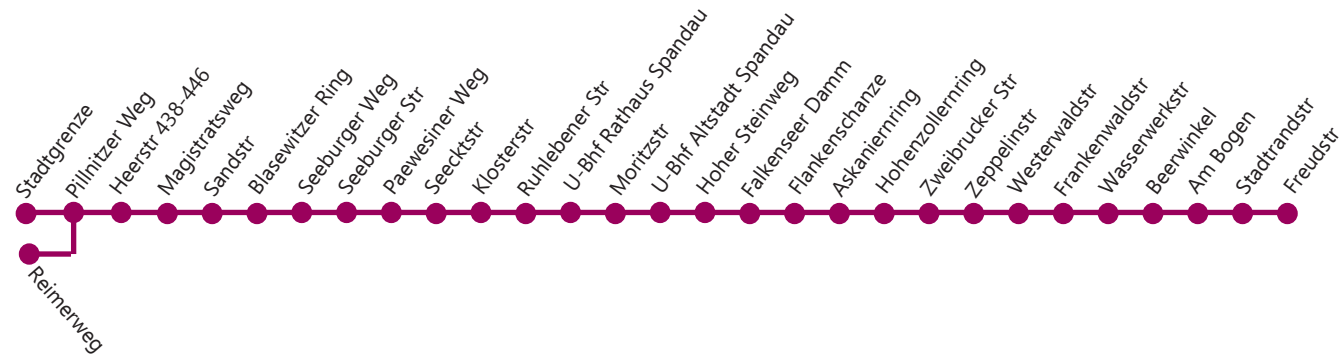 Stadtgrenze
Pillnitzer Weg
Heerstr 438-446
Magistratsweg
Sandstr
Blasewitzer Ring
Seeburger Weg
Seeburger Str
Paewesiner Weg
Seecktstr
Klosterstr
Ruhlebener Str
U-Bhf Rathaus Spandau
Moritzstr
U-Bhf Altstadt Spandau
Hoher Steinweg
Falkenseer Damm
Flankenschanze
Askaniernring
Hohenzollernring
Zweibrucker Str
Zeppelinstr
Westerwaldstr
Frankenwaldstr
Wasserwerkstr
Beerwinkel
Am Bogen
Stadtrandstr
Freudstr
Reimerweg